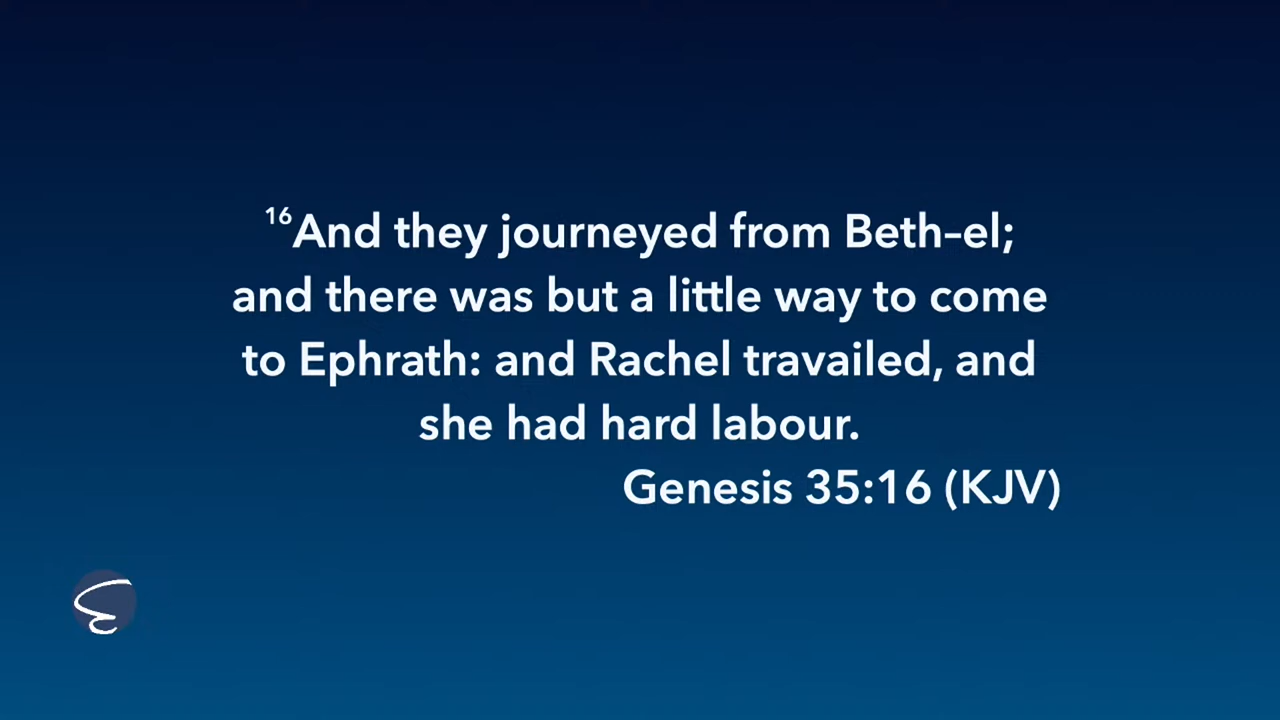 16And they journeyed from Beth–el;
and there was but a little way to come
to Ephrath: and Rachel travailed, and
she had hard labour.
Genesis 35:16 (KJV)